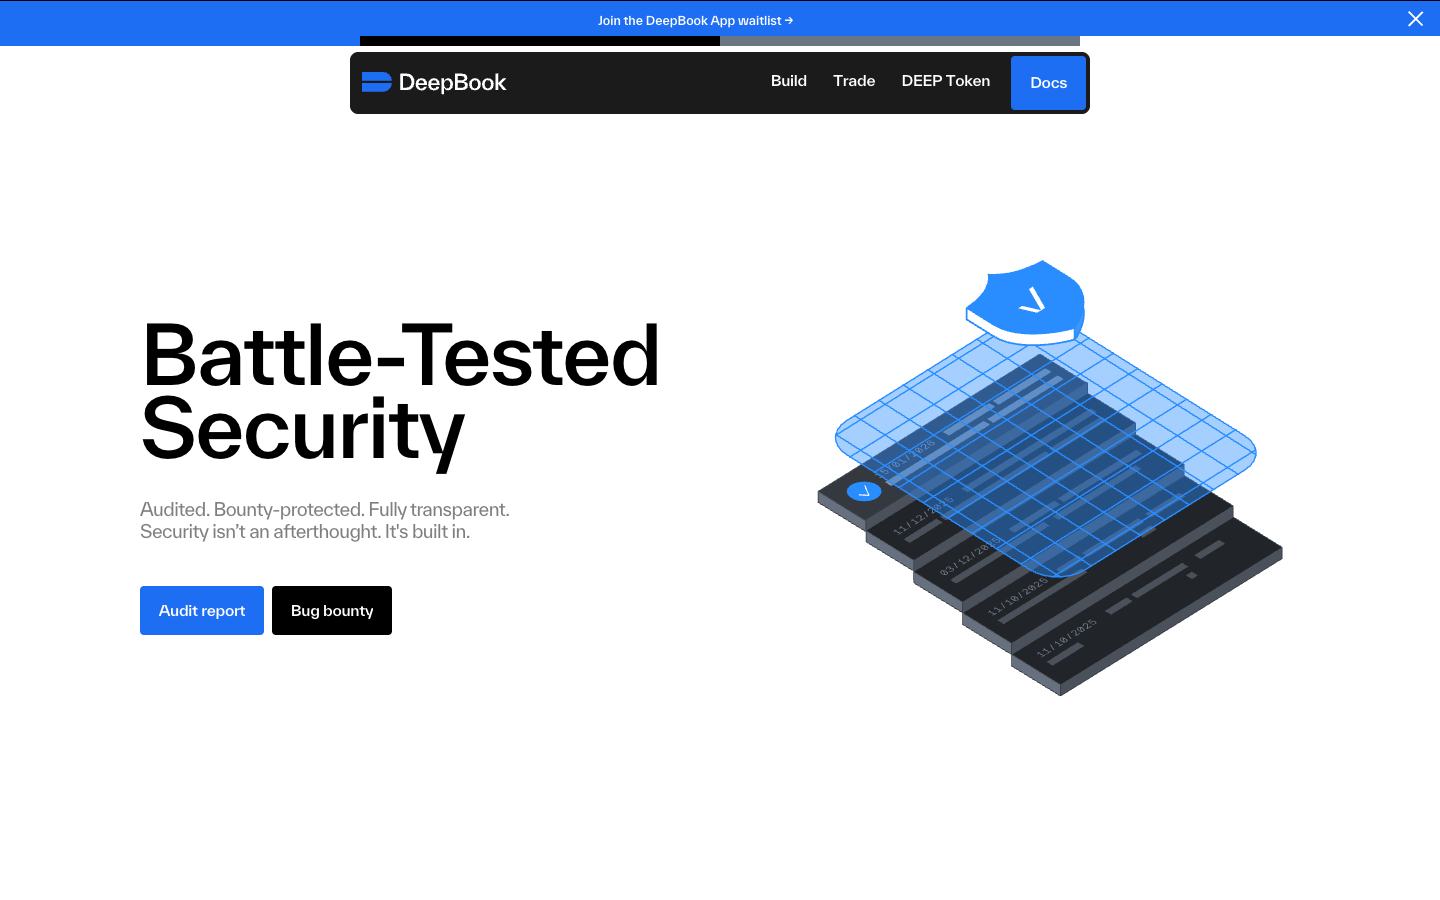 Join the DeepBook App waitlist →
DeepBook
Build
Trade
DEEP Token
Docs
Battle-Tested
Security
Audited. Bounty-protected. Fully transparent.
Security isn’t an afterthought. It's built in.
Audit report
Bug bounty
11/12/2025
03/12/2025
11/10/2025
11/10/2025